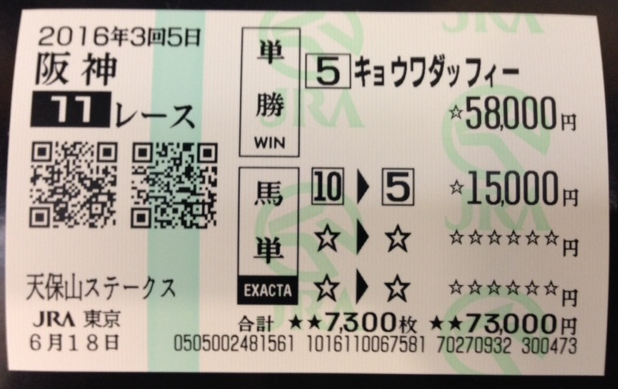 2016年3回5日
阪神
11レース
天保山ステークス
JRA 東京
6月18日
単勝
WIN
5 キョウワダッフィー
☆58,000円
馬単
EXACTA
10 ▶ 5 ☆15,000円
☆ ▶ ☆ ☆☆☆☆☆☆円
☆ ▶ ☆ ☆☆☆☆☆☆円
合計 ★★7,300枚 ★★73,000円
0505002481561 1016110067581 70270932 300473
JRA
JRA